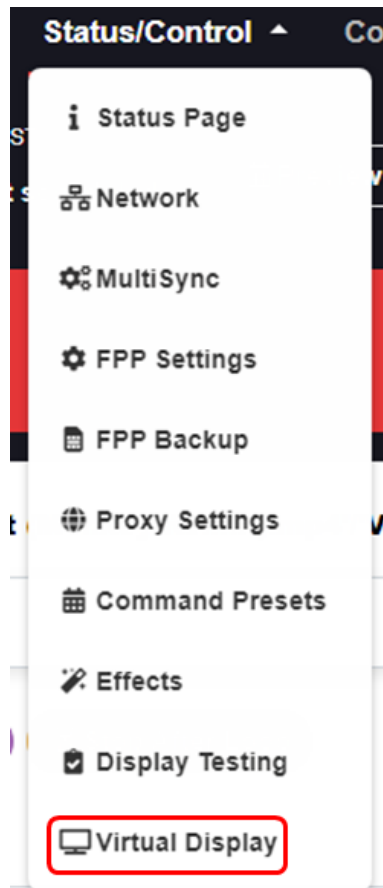 Status/Control
Status Page
Network
MultiSync
FPP Settings
FPP Backup
Proxy Settings
Command Presets
Effects
Display Testing
Virtual Display